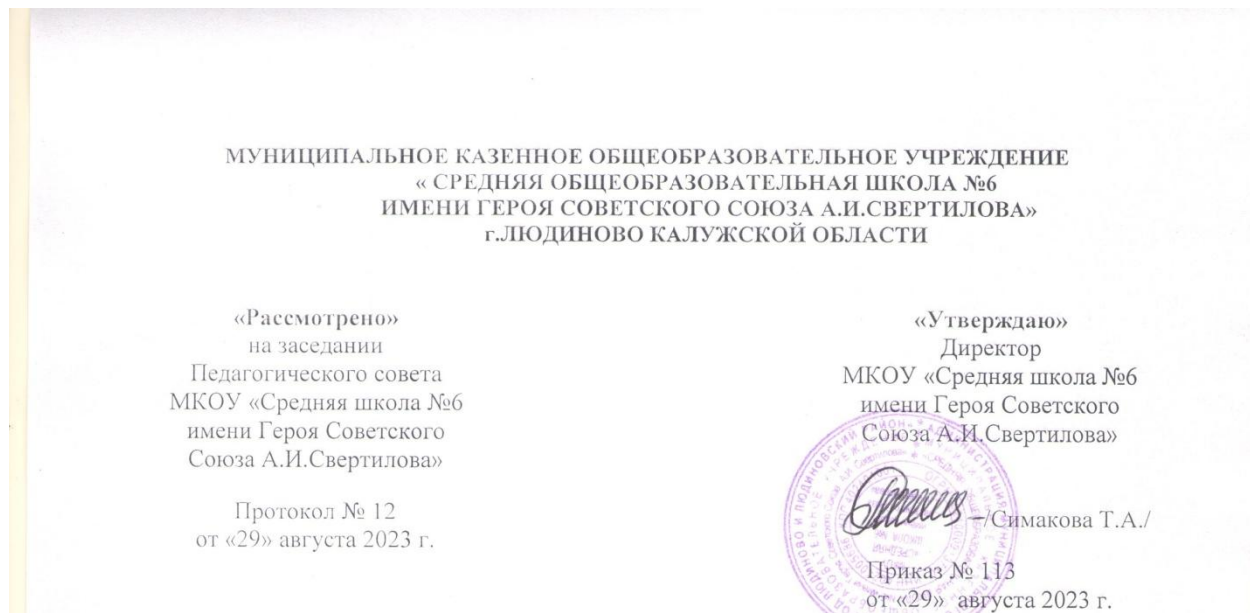 МУНИЦИПАЛЬНОЕ КАЗЕННОЕ ОБЩЕОБРАЗОВАТЕЛЬНОЕ УЧРЕЖДЕНИЕ
« СРЕДНЯЯ ОБЩЕОБРАЗОВАТЕЛЬНАЯ ШКОЛА №6
ИМЕНИ ГЕРОЯ СОВЕТСКОГО СОЮЗА А.И.СВЕРТИЛОВА»
г.ЛЮДИНОВО КАЛУЖСКОЙ ОБЛАСТИ
«Рассмотрено»
на заседании
Педагогического совета
МКОУ «Средняя школа №6
имени Героя Советского
Союза А.И.Свертилова»
Протокол № 12
от «29» августа 2023 г.
«Утверждаю»
Директор
МКОУ «Средняя школа №6
имени Героя Советского
Союза А.И.Свертилова»
/Симакова Т.А./
Приказ № 113
от «29» августа 2023 г.